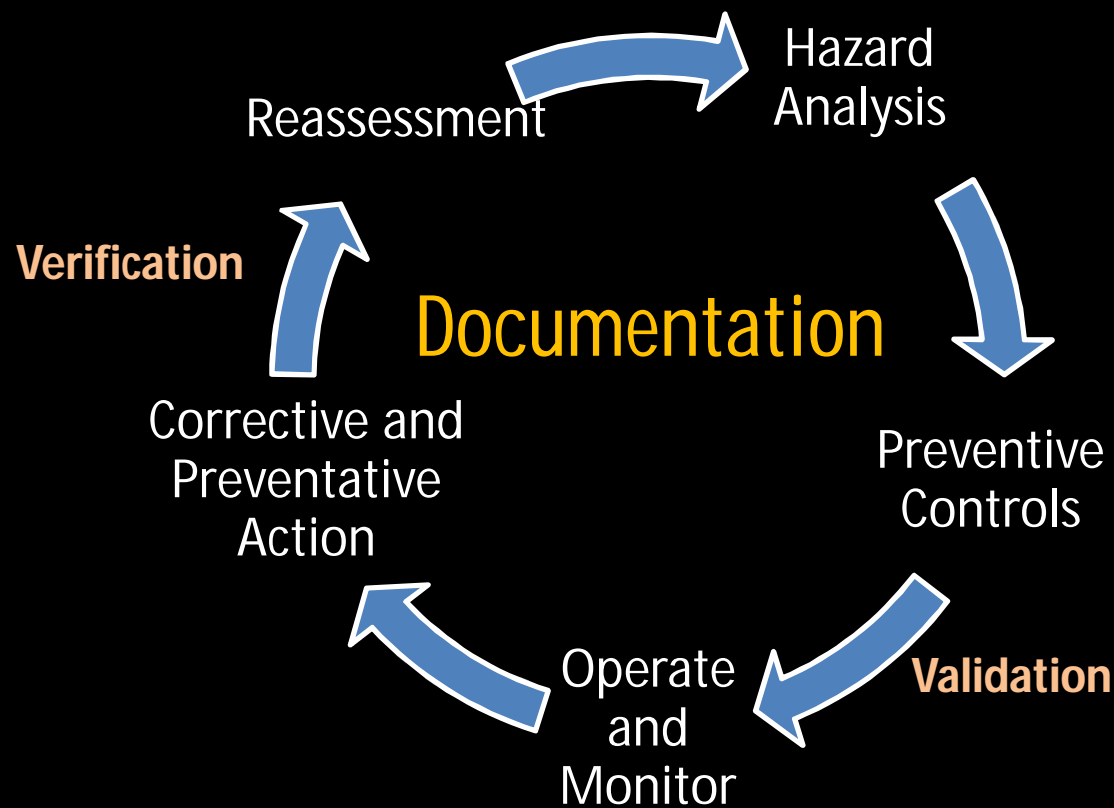 Hazard
Analysis
Reassessment
Verification
Documentation
Corrective and
Preventative
Action
Preventive
Controls
Operate
and
Monitor
Validation